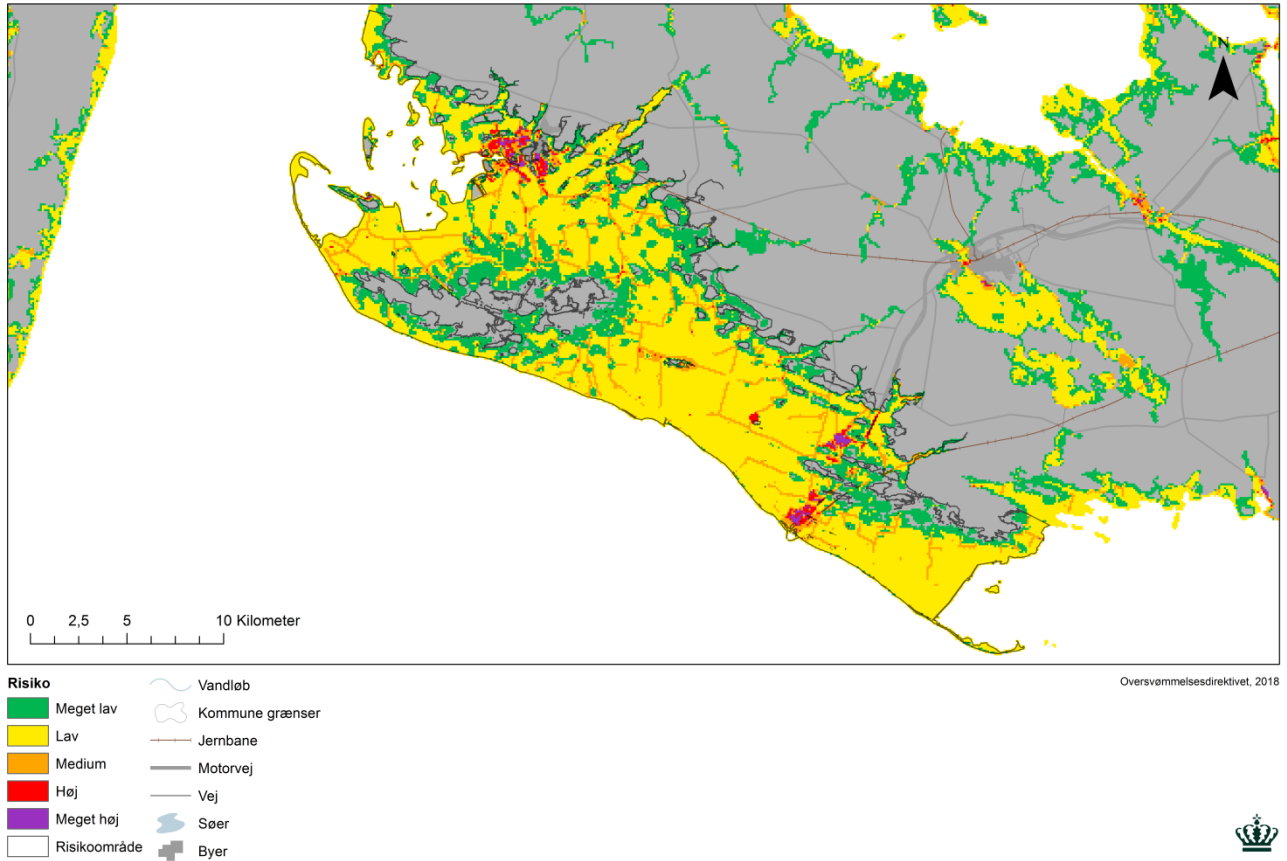 N
0 2,5 5 10 Kilometer
Oversvømmelsesdirektivet, 2018
Risiko
Meget lav
Lav
Medium
Høj
Meget høj
Risikoområde
Vandløb
Kommune grænser
Jernbane
Motorvej
Vej
Søer
Byer